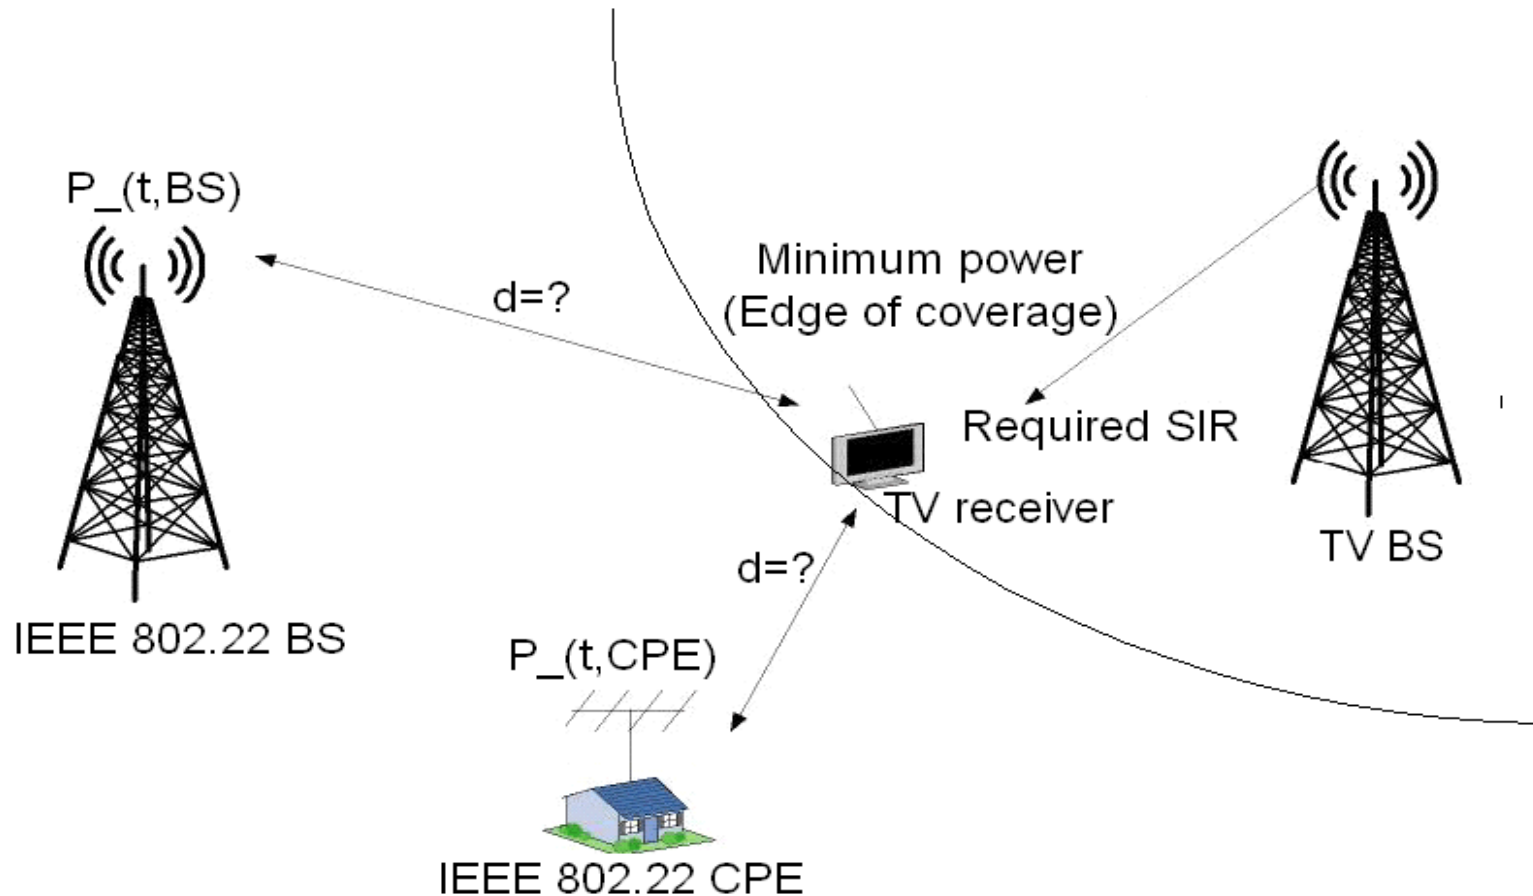 P_(t,BS)
d=?
Minimum power
(Edge of coverage)
Required SIR
TV receiver
TV BS
d=?
IEEE 802.22 BS
P_(t,CPE)
IEEE 802.22 CPE